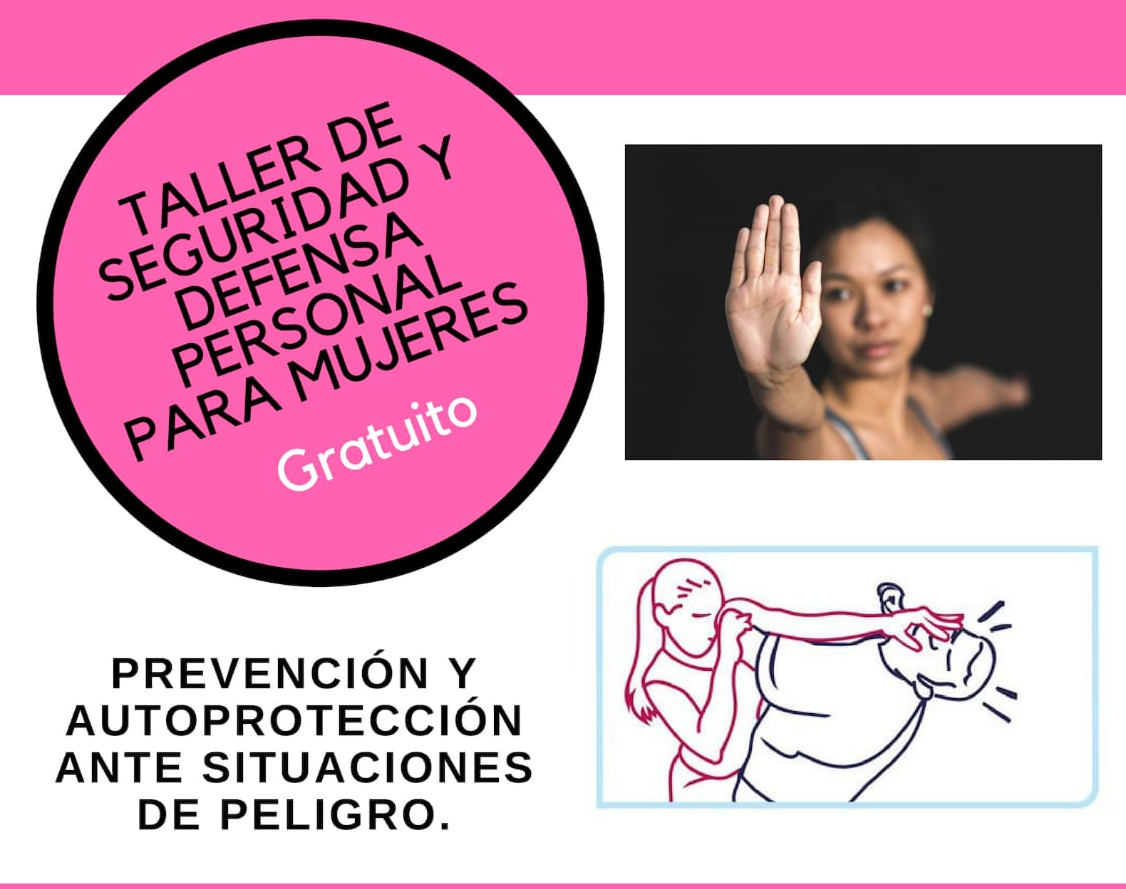 TALLER DE
SEGURIDAD Y
DEFENSA
PERSONAL
PARA MUJERES
Gratuito
PREVENCIÓN Y
AUTOPROTECCIÓN
ANTE SITUACIONES
DE PELIGRO.